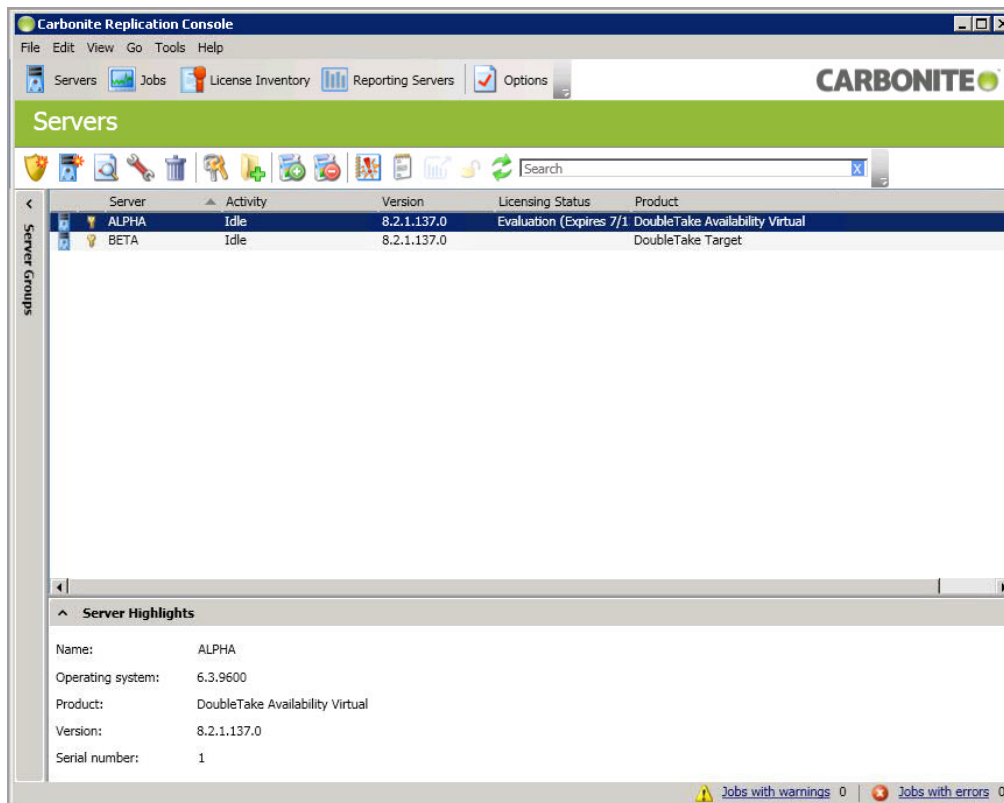 Carbonite Replication Console
File Edit View Go Tools Help
Servers Jobs License Inventory Reporting Servers Options CARBONITE
Servers
Search X
Server Activity Version Licensing Status Product
ALPHA Idle 8.2.1.137.0 Evaluation (Expires 7/1 DoubleTake Availability Virtual
BETA Idle 8.2.1.137.0 DoubleTake Target
Server Groups
Server Highlights
Name: ALPHA
Operating system: 6.3.9600
Product: DoubleTake Availability Virtual
Version: 8.2.1.137.0
Serial number: 1
Jobs with warnings 0 Jobs with errors 0